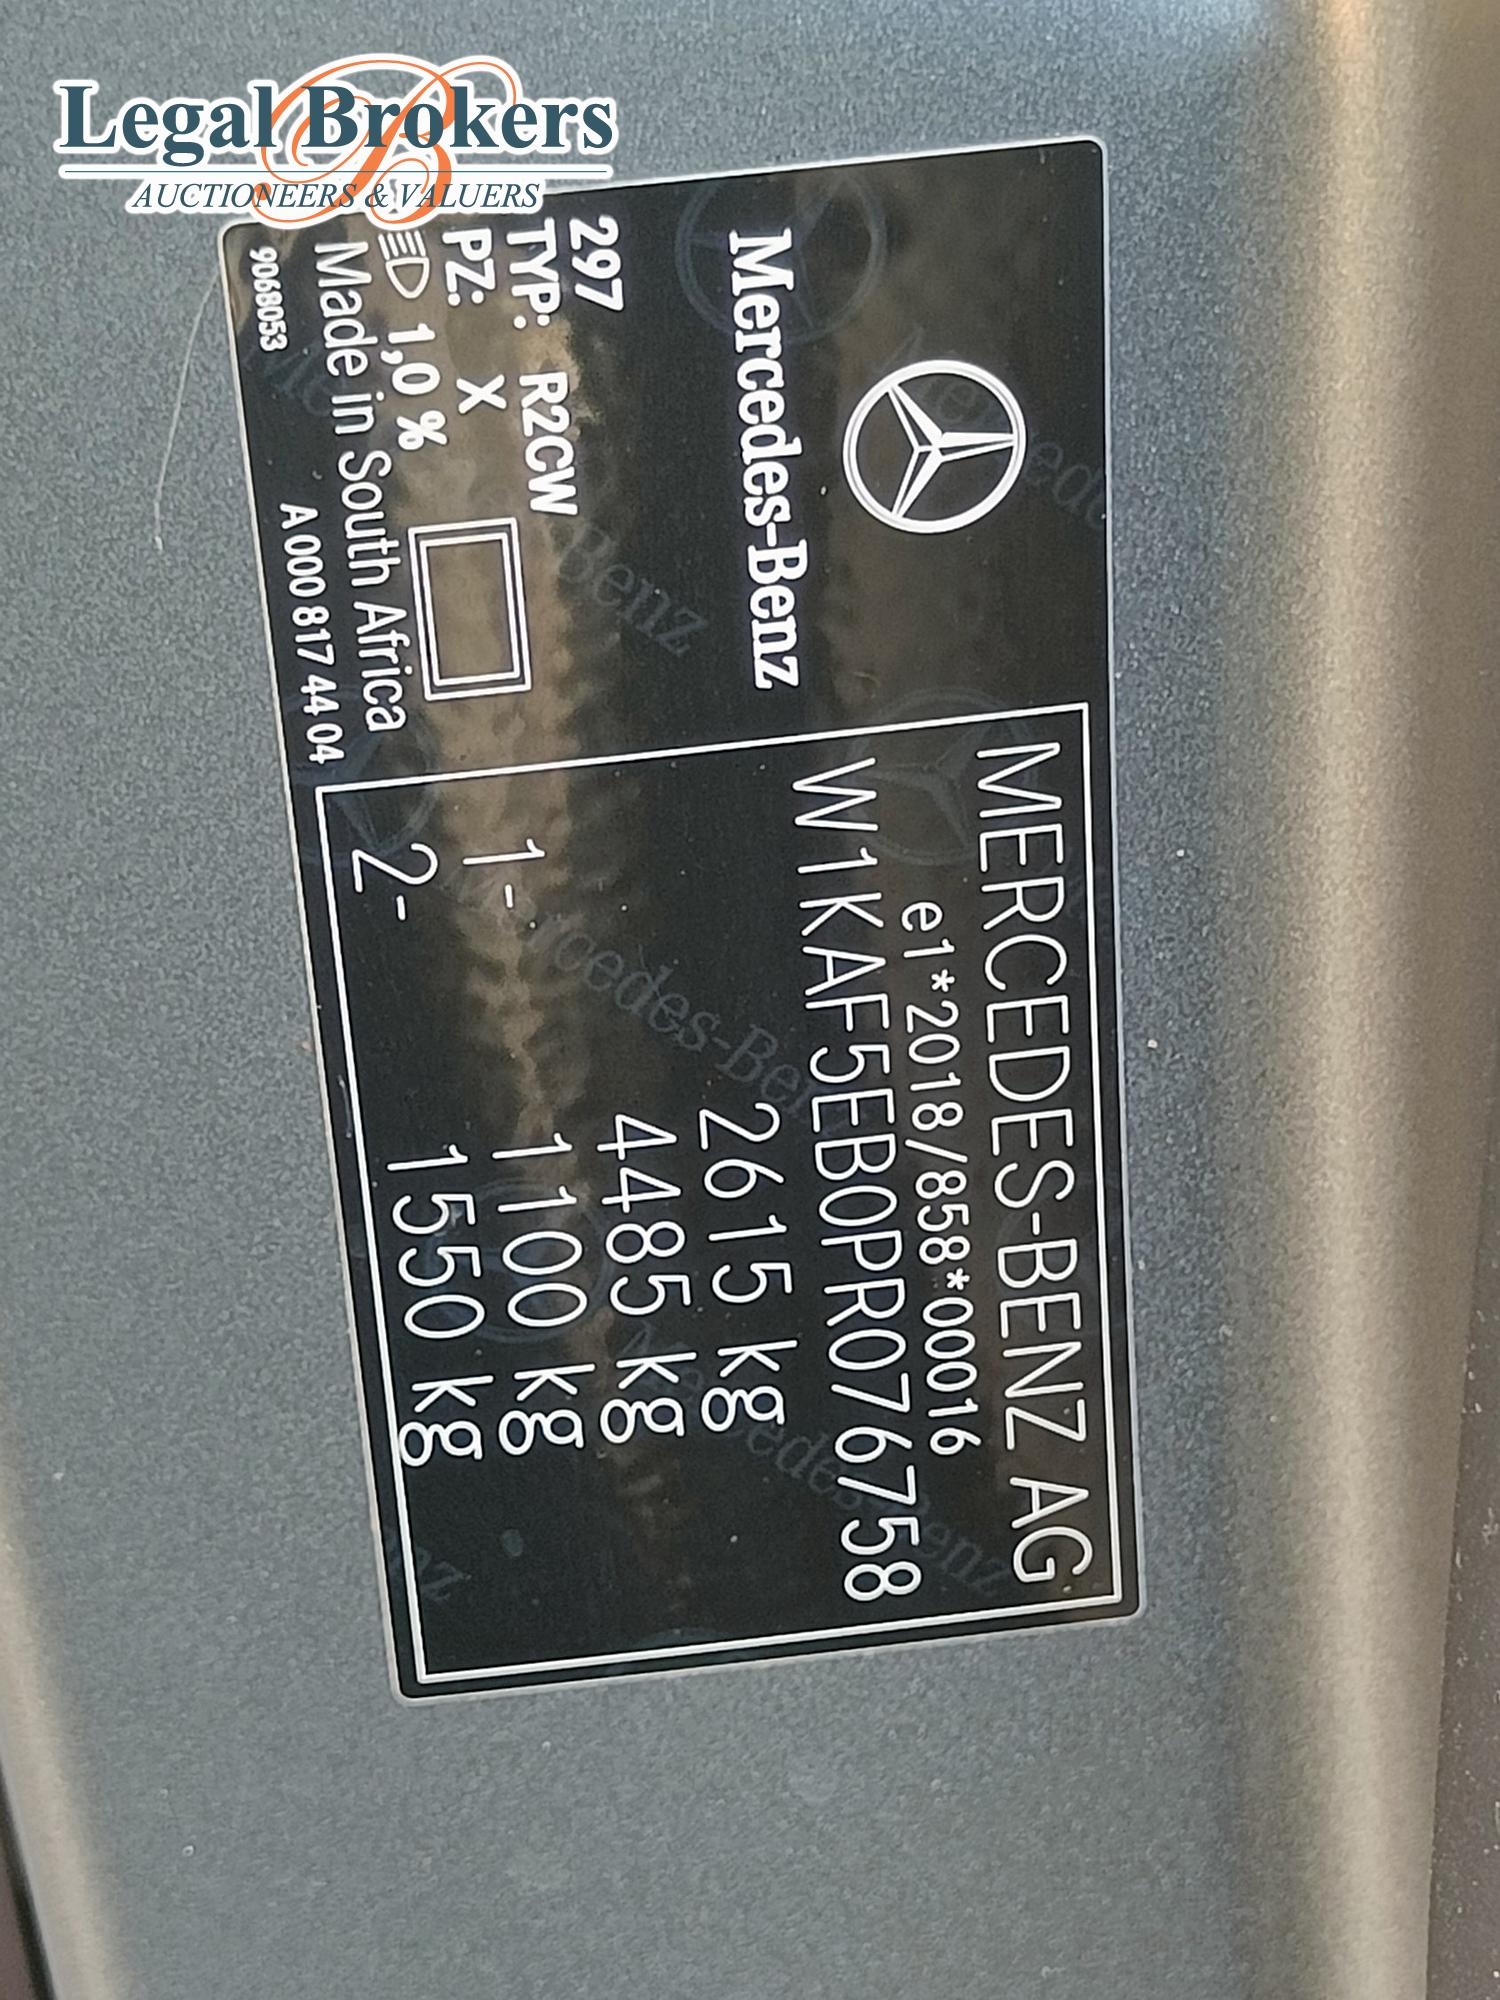 Legal Brokers
AUCTIONEERS & VALUERS
Mercedes-Benz
297
TYP: R2CW
PZ: X
1,0 %
Made in South Africa
9068053
A 000 817 44 04
MERCEDES-BENZ AG
e1*2018/858*00016
W1KAF5EB0PR076758
2615 kg
4485 kg
1- 1100 kg
2- 1550 kg